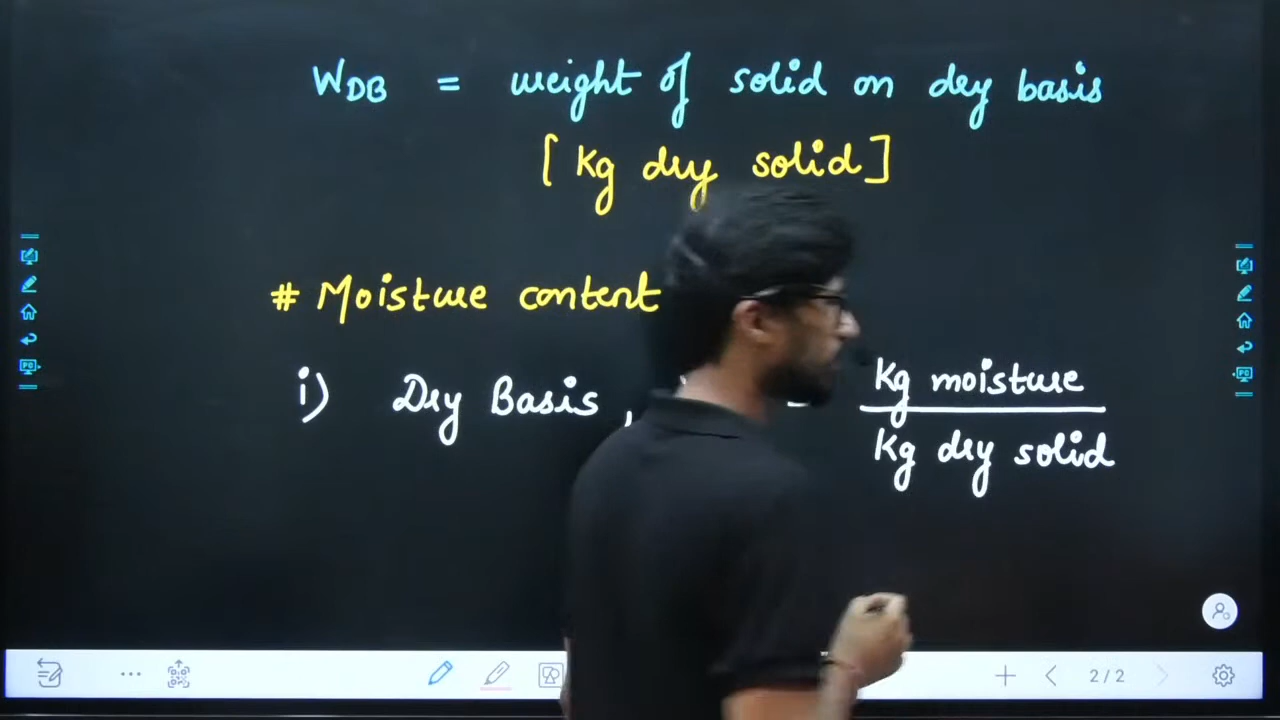 WDB = weight of solid on dry basis
[ Kg dry solid ]
# Moisture content
i) Dry Basis , = Kg moisture
Kg dry solid
2/2